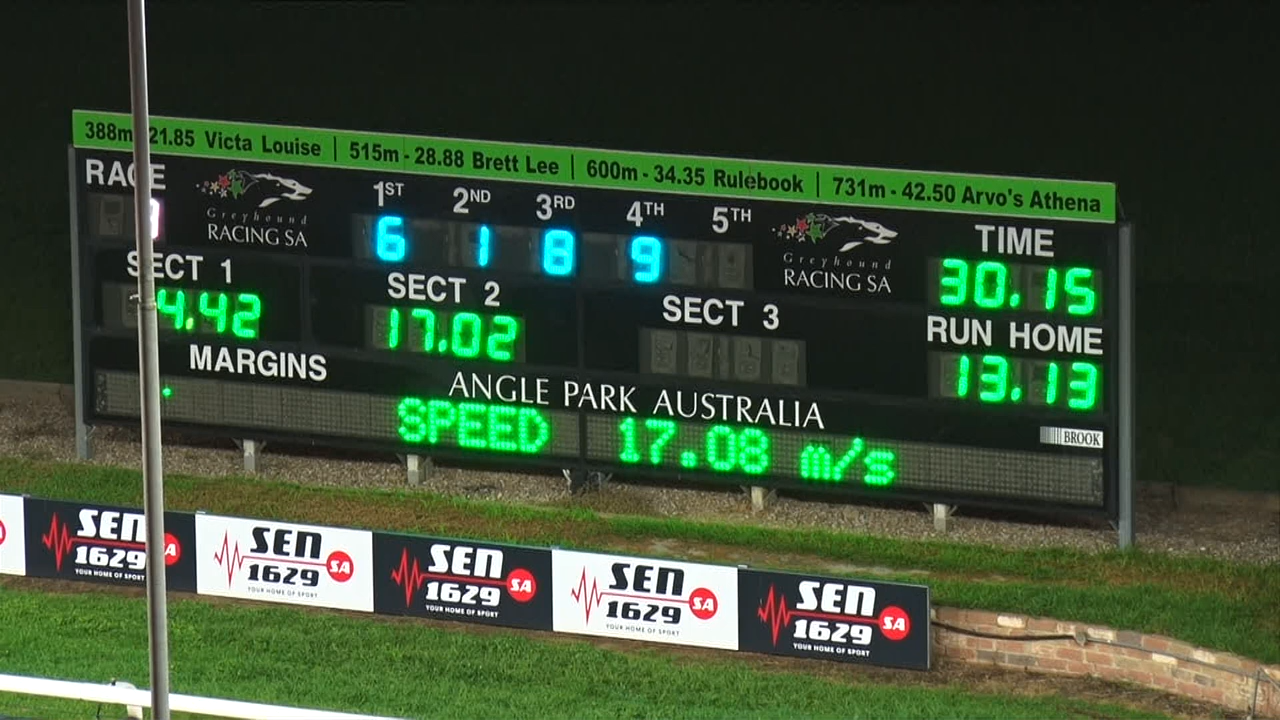 388m 21.85 Victa Louise | 515m - 28.88 Brett Lee | 600m - 34.35 Rulebook | 731m - 42.50 Arvo's Athena
RACE
Greyhound
RACING SA
1ST 2ND 3RD 4TH 5TH
6 1 8 9
Greyhound
RACING SA
TIME
30.15
SECT 1
4.42
SECT 2
17.02
SECT 3
RUN HOME
13.13
MARGINS
ANGLE PARK AUSTRALIA
BROOK
SPEED 17.08 m/s
SEN
1629 SA
YOUR HOME OF SPORT
SEN
1629 SA
YOUR HOME OF SPORT
SEN
1629 SA
YOUR HOME OF SPORT
SEN
1629 SA
YOUR HOME OF SPORT
SEN
1629 SA
YOUR HOME OF SPORT